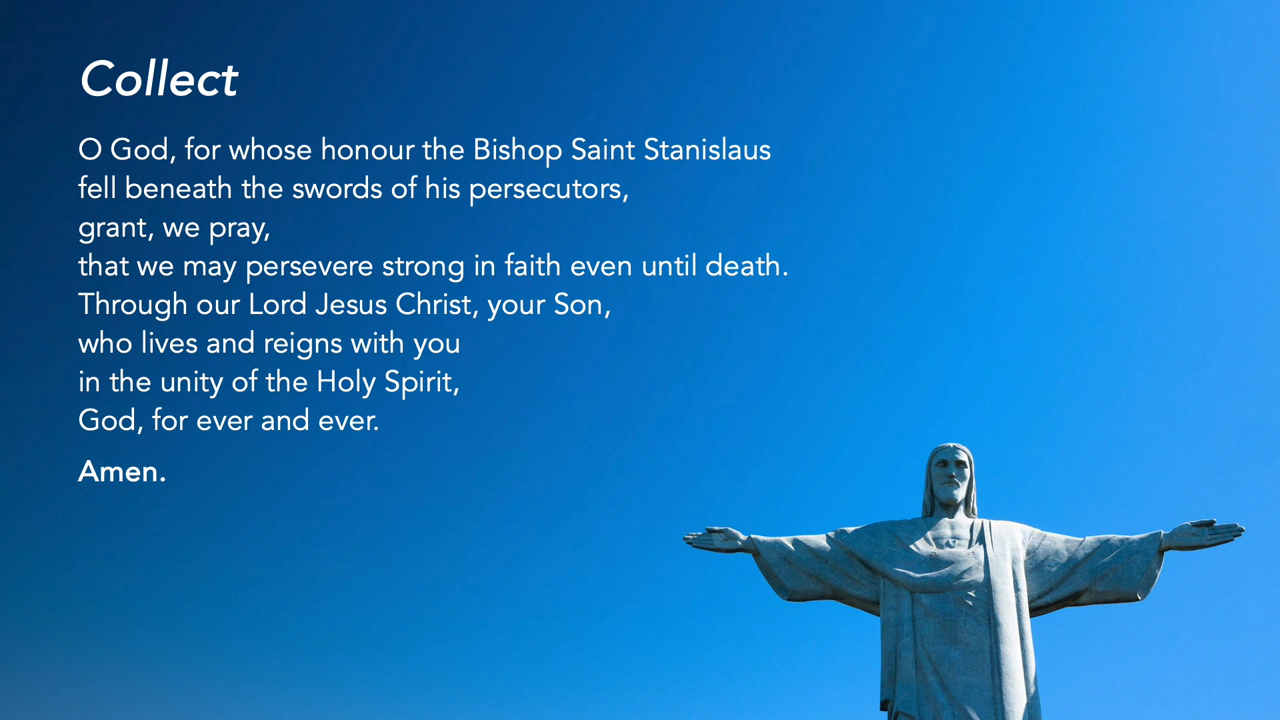 Collect
O God, for whose honour the Bishop Saint Stanislaus
fell beneath the swords of his persecutors,
grant, we pray,
that we may persevere strong in faith even until death.
Through our Lord Jesus Christ, your Son,
who lives and reigns with you
in the unity of the Holy Spirit,
God, for ever and ever.
Amen.